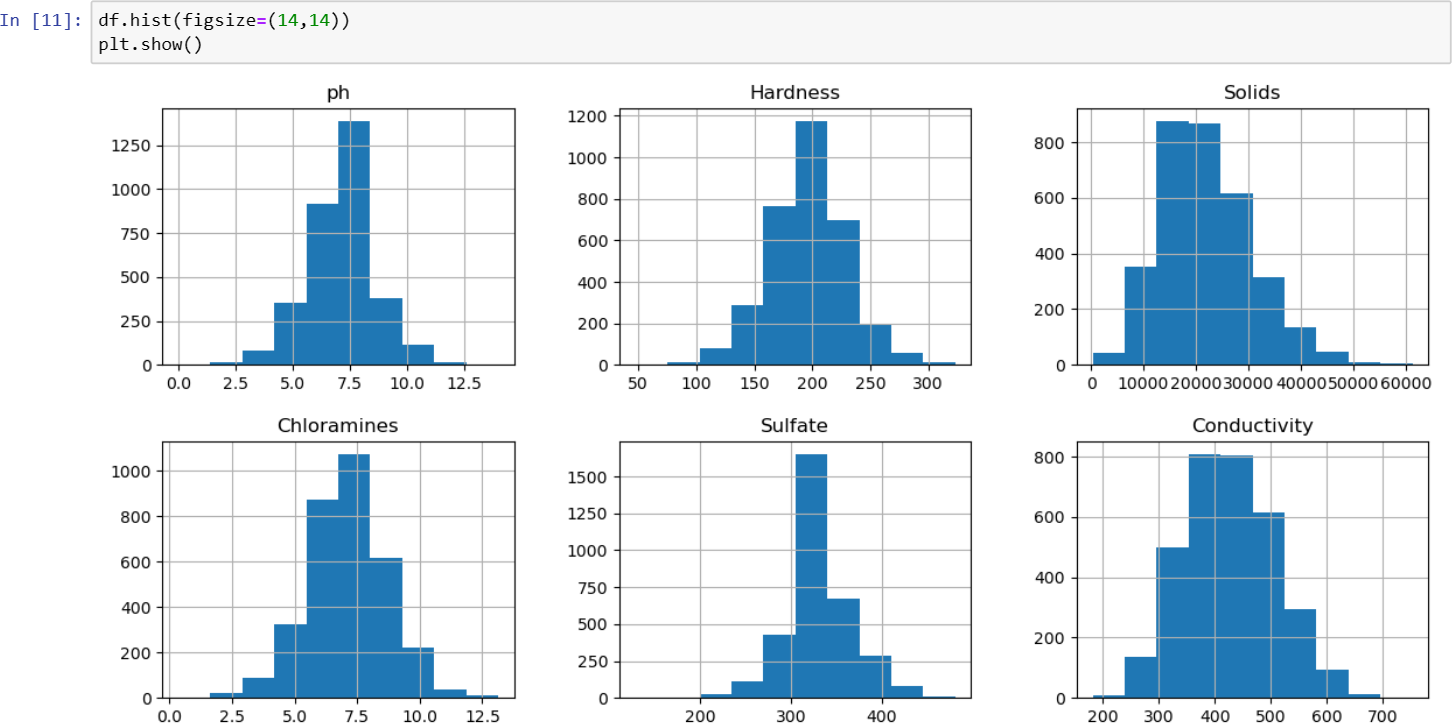 In [11]: df.hist(figsize=(14,14))
plt.show()
ph
1250
1000
750
500
250
0
0.0 2.5 5.0 7.5 10.0 12.5
Hardness
1200
1000
800
600
400
200
0
50 100 150 200 250 300
Solids
800
600
400
200
0
0 10000 20000 30000 40000 50000 60000
Chloramines
1000
800
600
400
200
0
0.0 2.5 5.0 7.5 10.0 12.5
Sulfate
1500
1250
1000
750
500
250
0
200 300 400
Conductivity
800
600
400
200
0
200 300 400 500 600 700